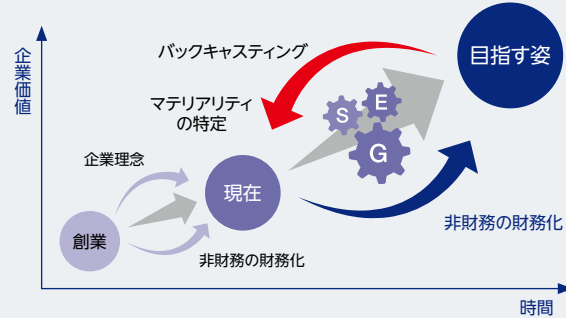 企業価値
バックキャスティング
目指す姿
マテリアリティ
の特定
S
E
G
企業理念
現在
創業
非財務の財務化
非財務の財務化
時間